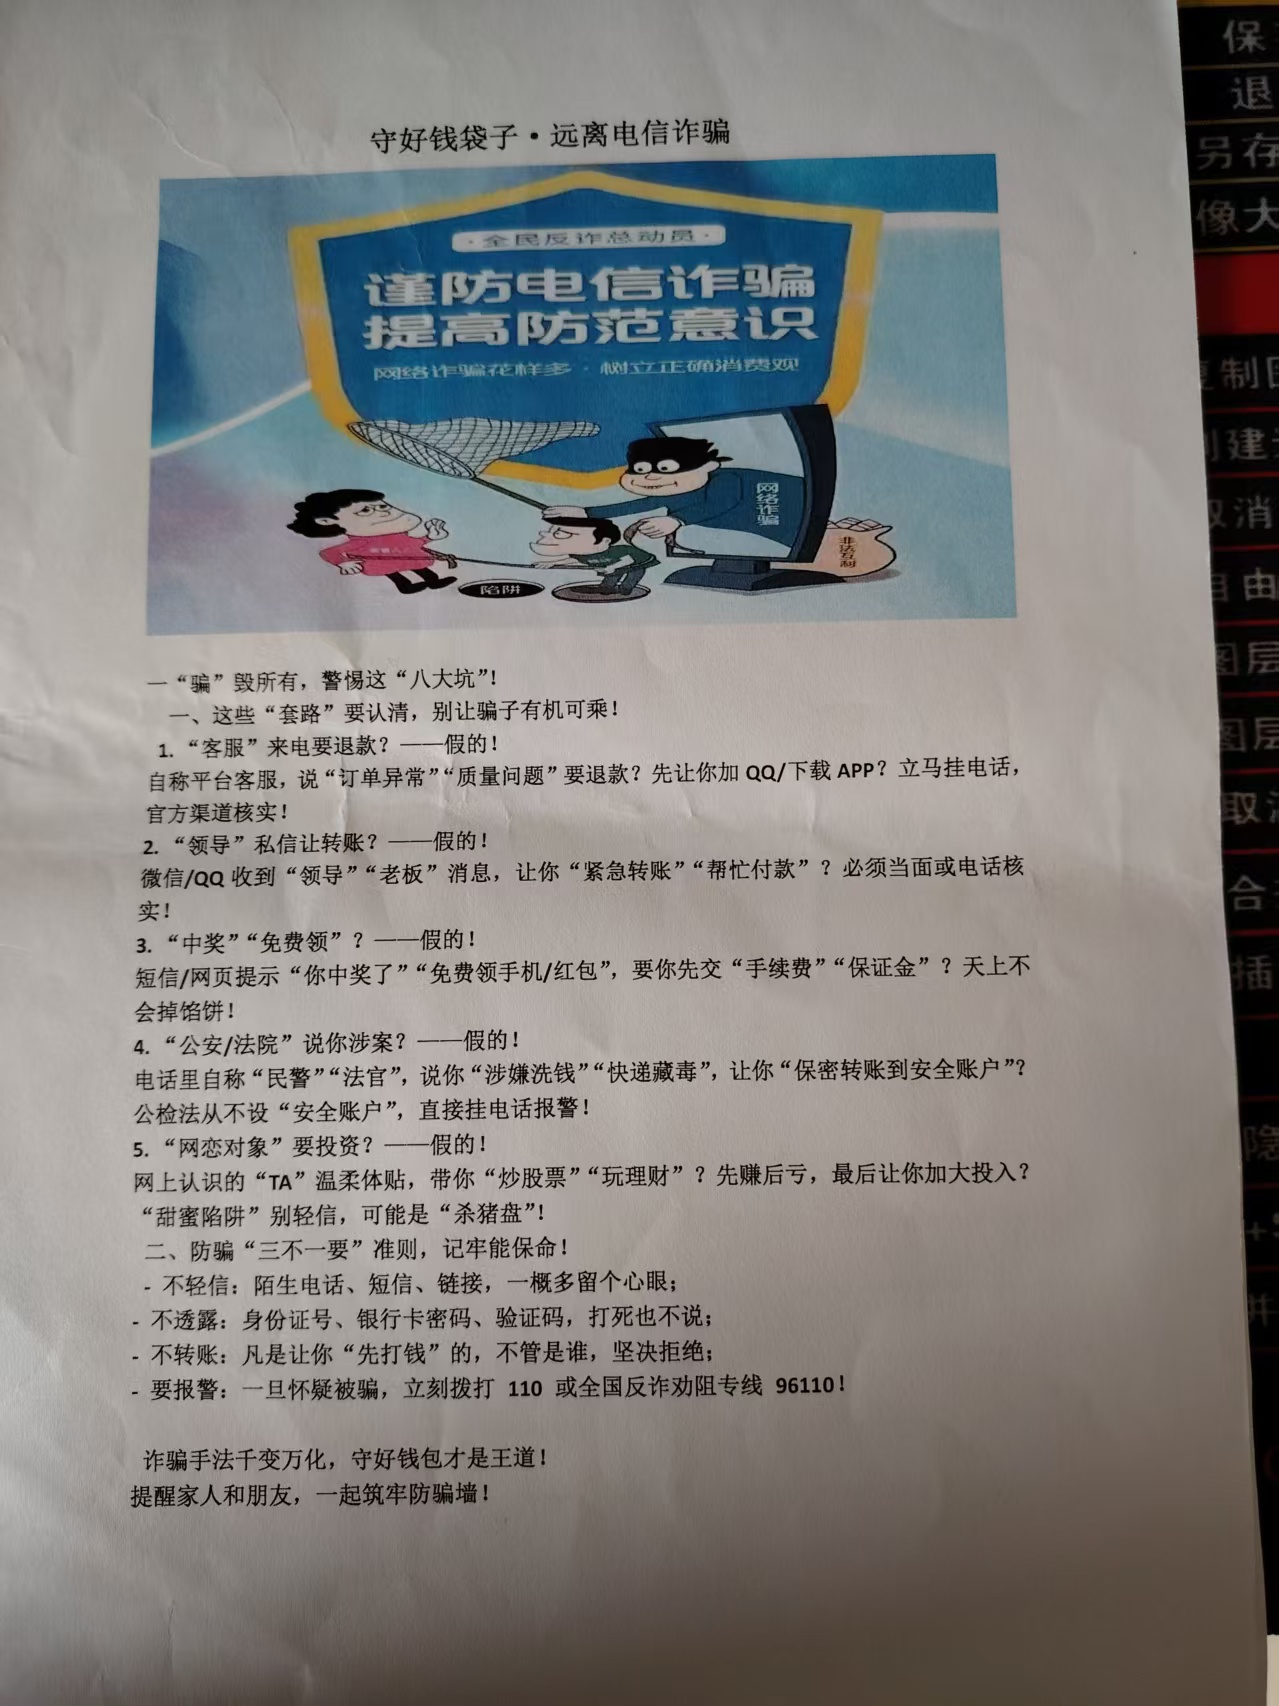 守好钱袋子·远离电信诈骗
·全民反诈总动员·
谨防电信诈骗
提高防范意识
网络诈骗花样多·树立正确消费观
网络诈骗
非法互利
陷阱
一“骗”毁所有，警惕这“八大坑”！
一、这些“套路”要认清，别让骗子有机可乘！
1. “客服”来电要退款？——假的！
自称平台客服，说“订单异常”“质量问题”要退款？先让你加 QQ/下载 APP？立马挂电话，
官方渠道核实！
2. “领导”私信让转账？——假的！
微信/QQ 收到“领导”“老板”消息，让你“紧急转账”“帮忙付款”？必须当面或电话核
实！
3. “中奖”“免费领”？——假的！
短信/网页提示“你中奖了”“免费领手机/红包”，要你先交“手续费”“保证金”？天上不
会掉馅饼！
4. “公安/法院”说你涉案？——假的！
电话里自称“民警”“法官”，说你“涉嫌洗钱”“快递藏毒”，让你“保密转账到安全账户”？
公检法从不设“安全账户”，直接挂电话报警！
5. “网恋对象”要投资？——假的！
网上认识的“TA”温柔体贴，带你“炒股票”“玩理财”？先赚后亏，最后让你加大投入？
“甜蜜陷阱”别轻信，可能是“杀猪盘”！
二、防骗“三不一要”准则，记牢能保命！
- 不轻信：陌生电话、短信、链接，一概多留个心眼；
- 不透露：身份证号、银行卡密码、验证码，打死也不说；
- 不转账：凡是让你“先打钱”的，不管是谁，坚决拒绝；
- 要报警：一旦怀疑被骗，立刻拨打 110 或全国反诈劝阻专线 96110！
诈骗手法千变万化，守好钱包才是王道！
提醒家人和朋友，一起筑牢防骗墙！
保
退
另存
像大
复制
创建
取消
自由
图层
图层
取
合
插
隐
并